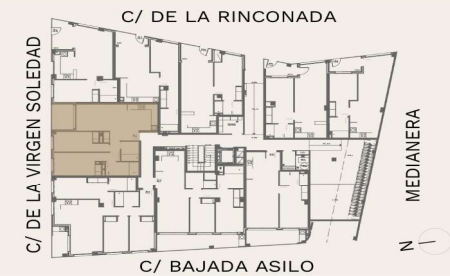 C/ DE LA RINCONADA
C/ DE LA VIRGEN SOLEDAD
MEDIANERA
N
C/ BAJADA ASILO